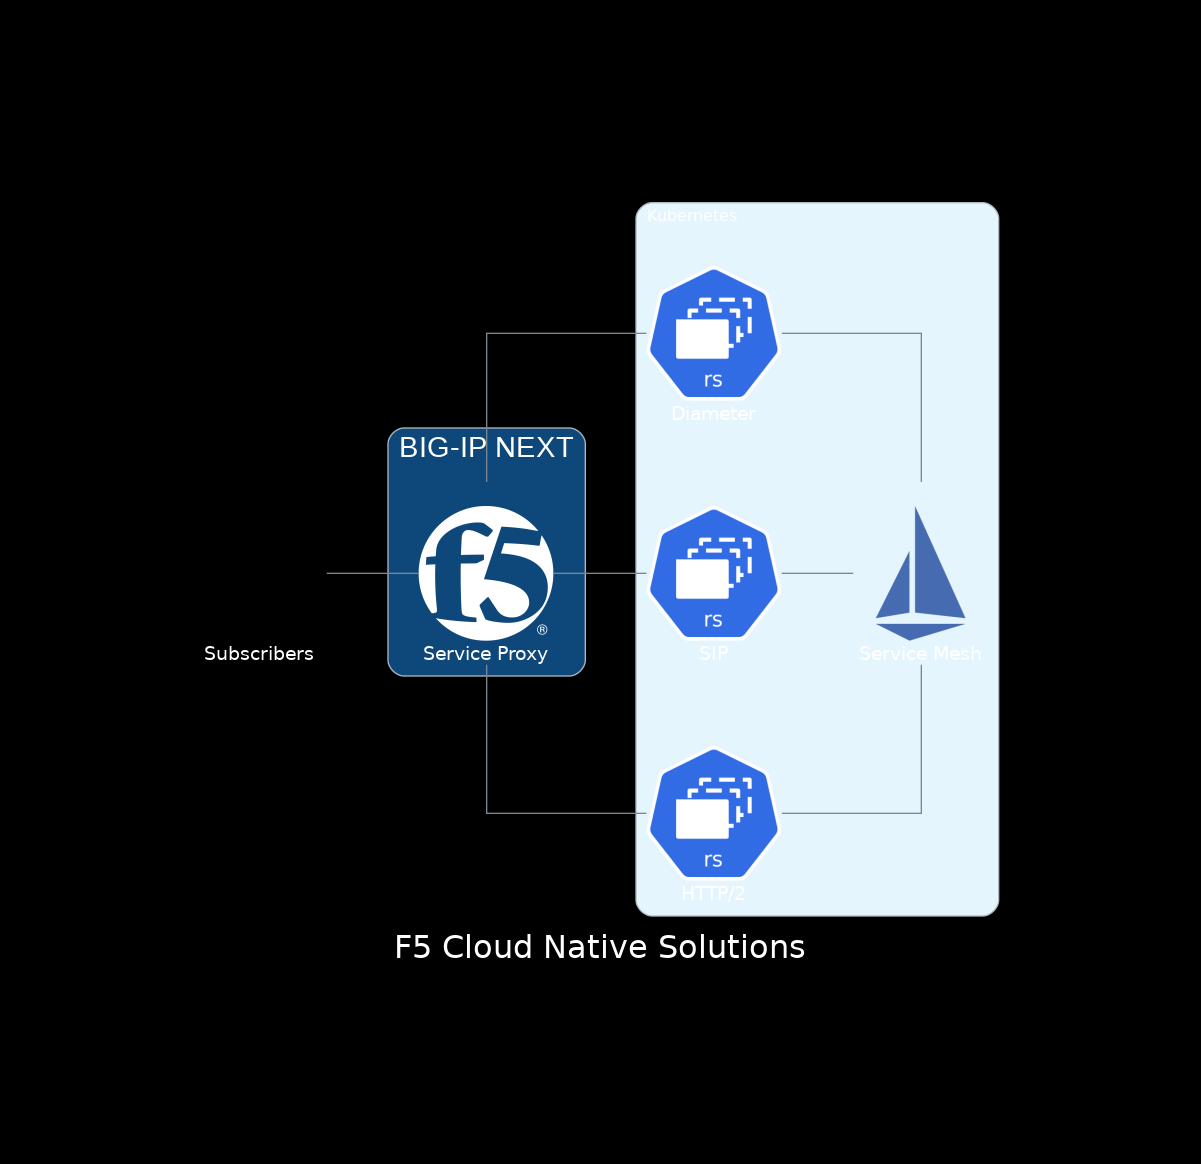 Kubernetes
rs
Diameter
BIG-IP NEXT
f5
®
Subscribers
Service Proxy
rs
SIP
Service Mesh
rs
HTTP/2
F5 Cloud Native Solutions